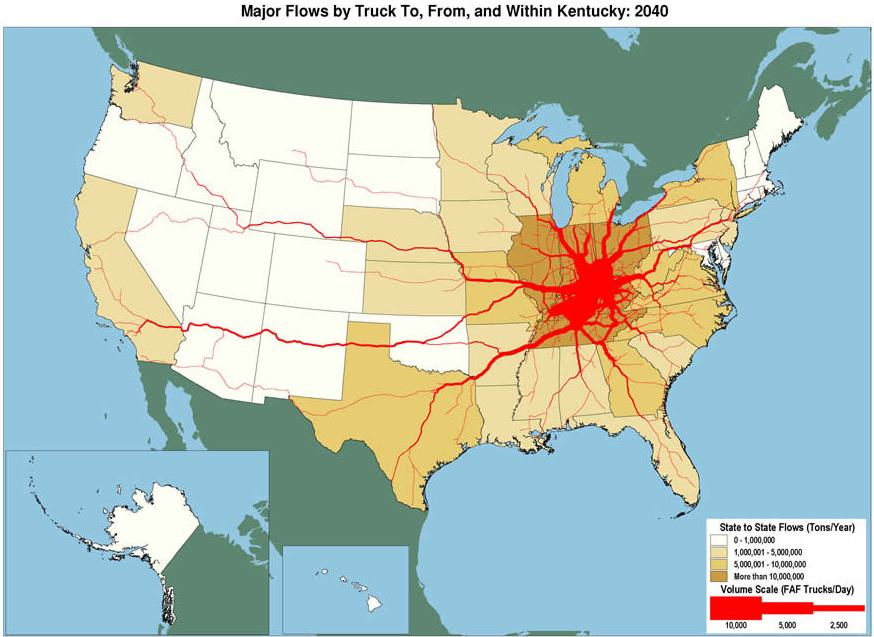 Major Flows by Truck To, From, and Within Kentucky: 2040
State to State Flows (Tons/Year)
0 - 1,000,000
1,000,001 - 5,000,000
5,000,001 - 10,000,000
More than 10,000,000
Volume Scale (FAF Trucks/Day)
10,000 5,000 2,500